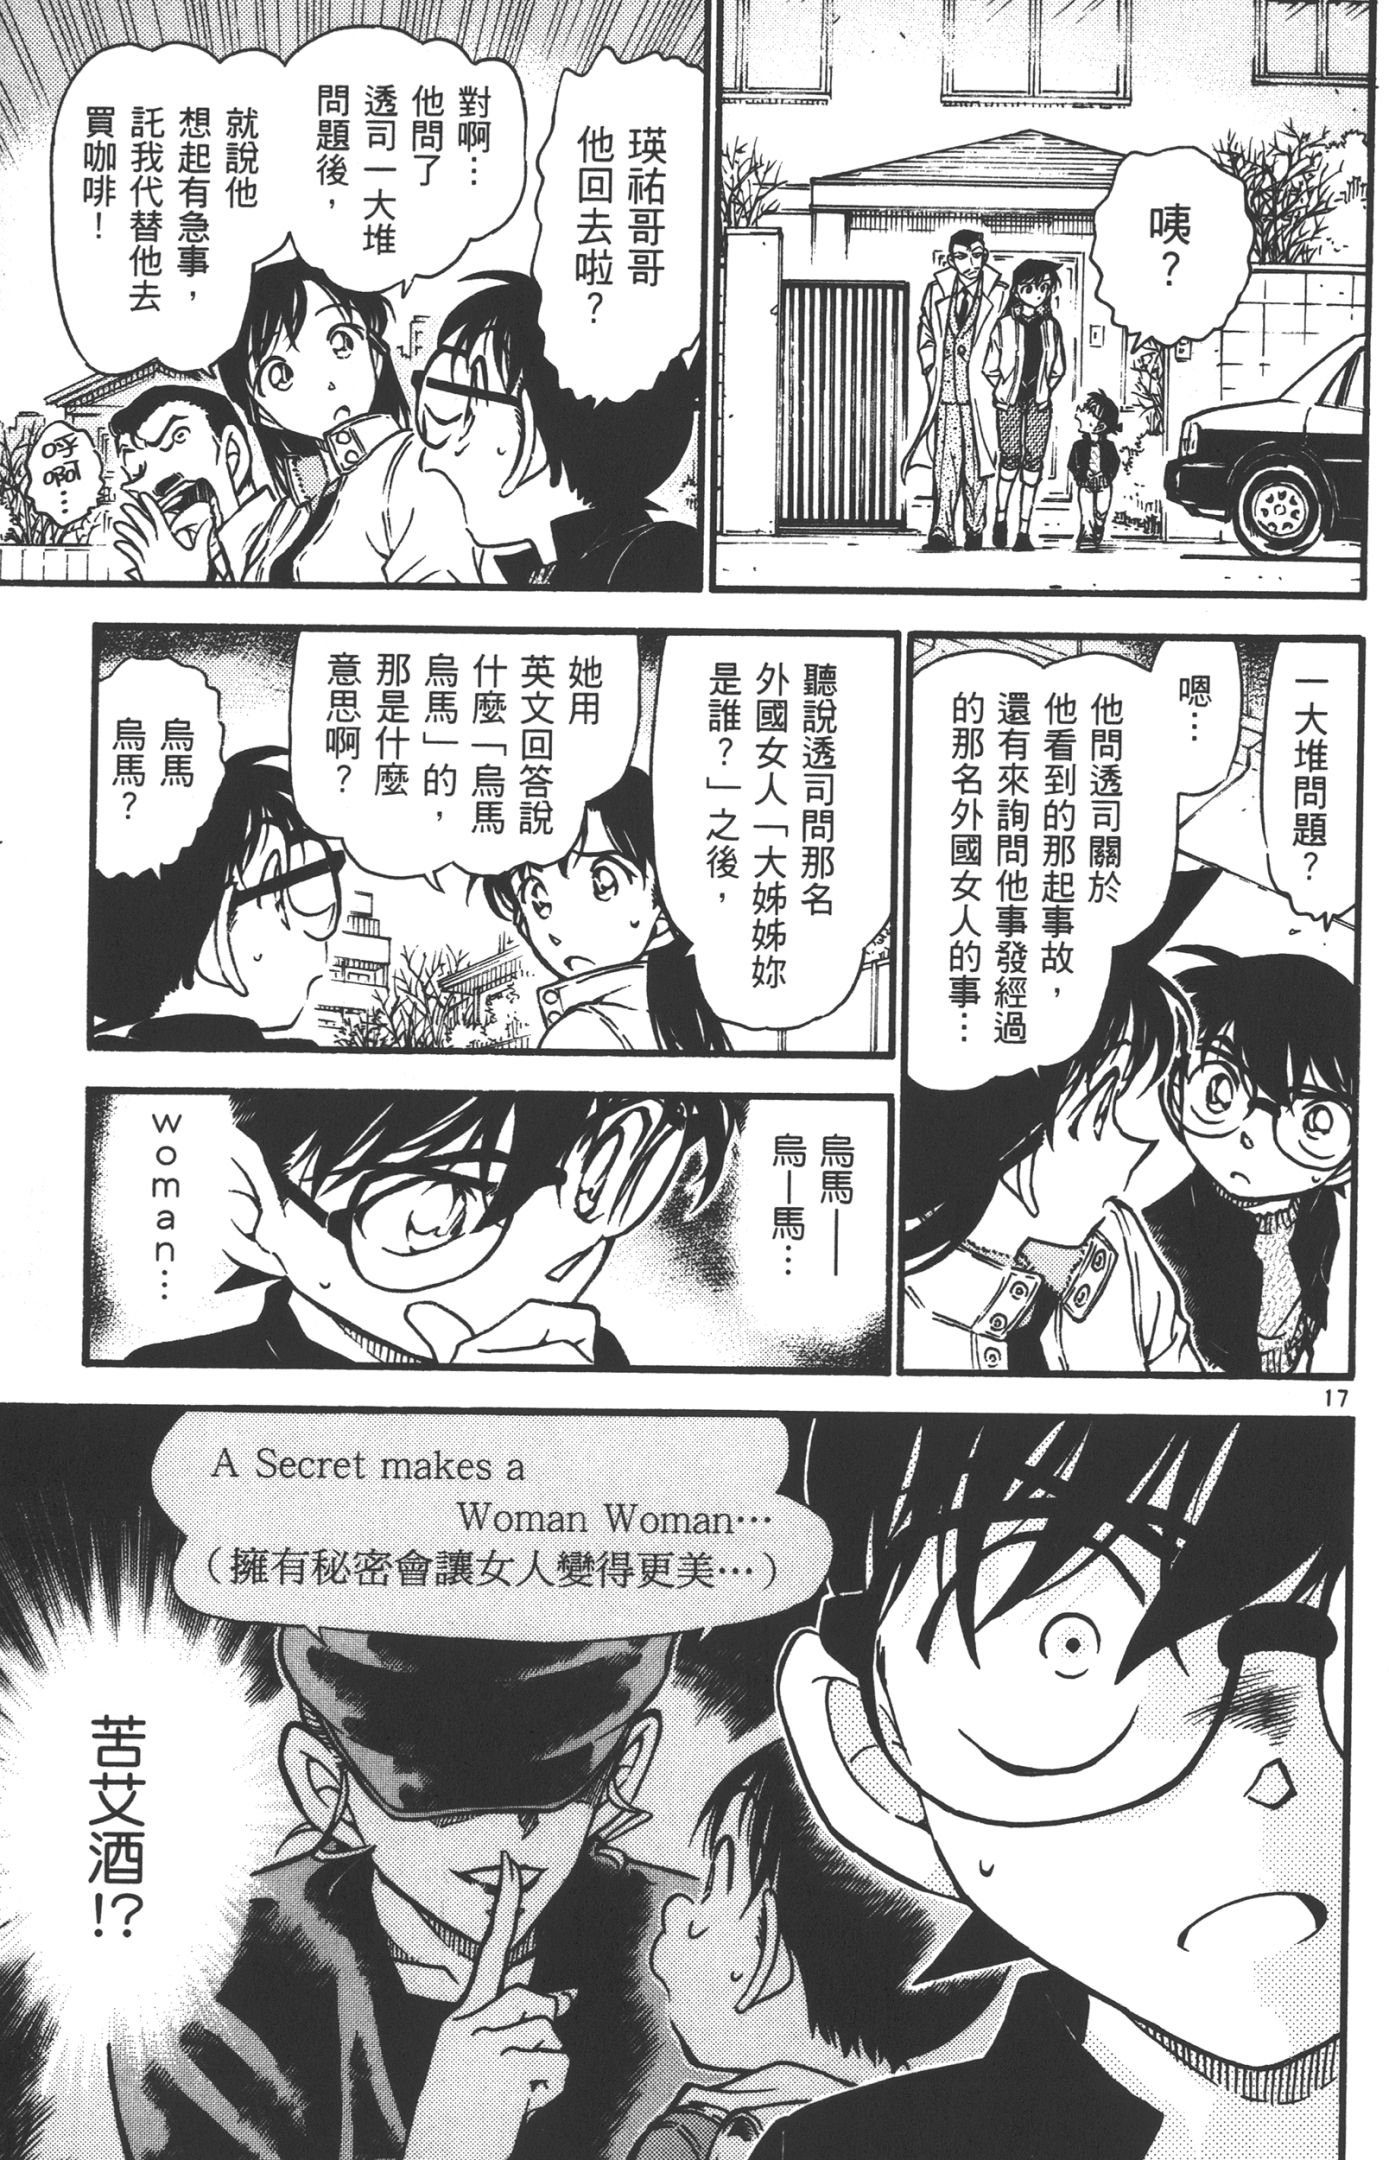 咦？
瑛祐哥哥
他回去啦？
對啊…
他問了
透司一大堆
問題後，
就說他
想起有急事，
託我代替他去
買咖啡！
呼
啊…
一大堆問題？
嗯…
他問透司關於
他看到的那起事故，
還有來詢問他事發經過
的那名外國女人的事…
聽說透司問那名
外國女人「大姊姊妳
是誰？」之後，
她用
英文回答說
什麼「烏馬
烏馬」的，
那是什麼
意思啊？
烏馬
烏馬？
烏馬——
烏—馬…
woman…
17
A Secret makes a
Woman Woman…
（擁有秘密會讓女人變得更美…）
苦艾酒!?